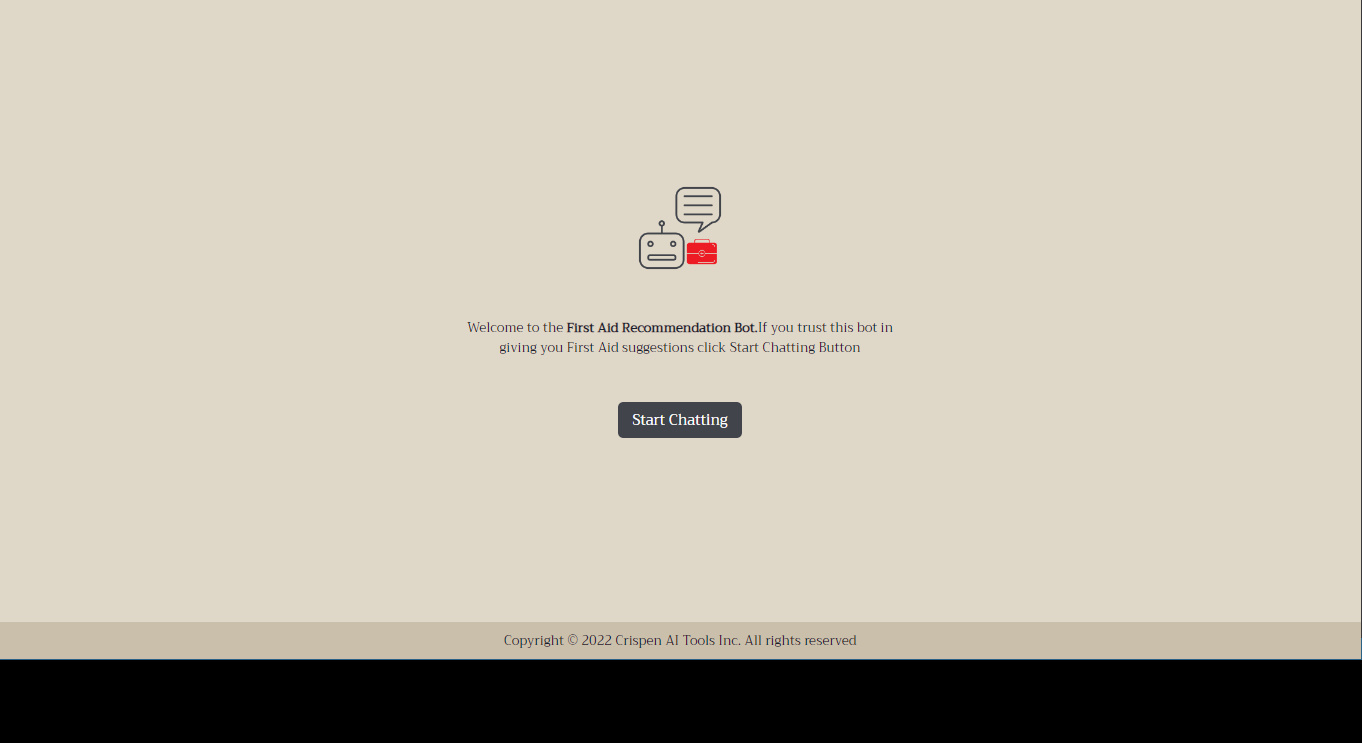 Welcome to the First Aid Recommendation Bot.If you trust this bot in
giving you First Aid suggestions click Start Chatting Button
Start Chatting
Copyright © 2022 Crispen AI Tools Inc. All rights reserved